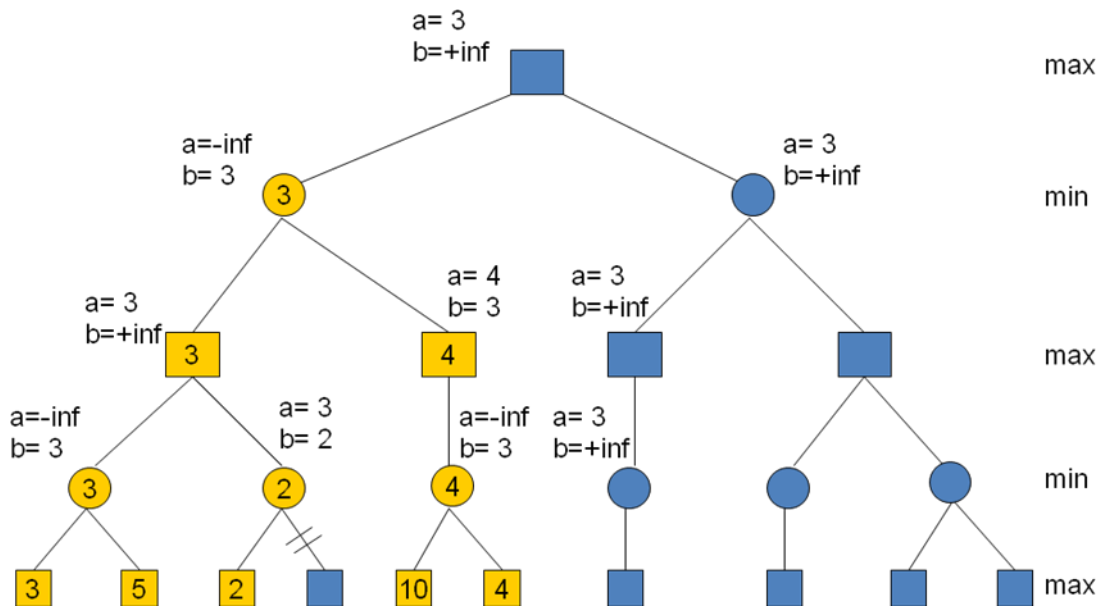 a= 3
b=+inf
max
a=-inf
b= 3
3
a= 3
b=+inf
min
a= 3
b=+inf
3
a= 4
b= 3
4
a= 3
b=+inf
max
a=-inf
b= 3
3
a= 3
b= 2
2
a=-inf
b= 3
4
a= 3
b=+inf
min
3
5
2
10
4
max